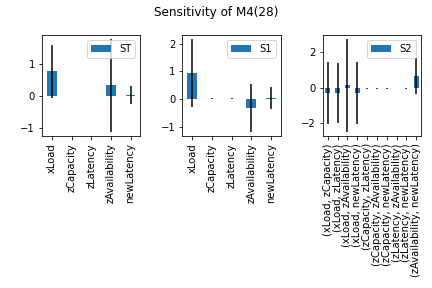 Sensitivity of M4(28)
ST
1
0
−1
xLoad
zCapacity
zLatency
zAvailability
newLatency
S1
2
1
0
−1
xLoad
zCapacity
zLatency
zAvailability
newLatency
S2
2
0
−2
(xLoad, zCapacity)
(xLoad, zLatency)
(xLoad, zAvailability)
(xLoad, newLatency)
(zCapacity, zLatency)
(zCapacity, zAvailability)
(zCapacity, newLatency)
(zLatency, zAvailability)
(zLatency, newLatency)
(zAvailability, newLatency)